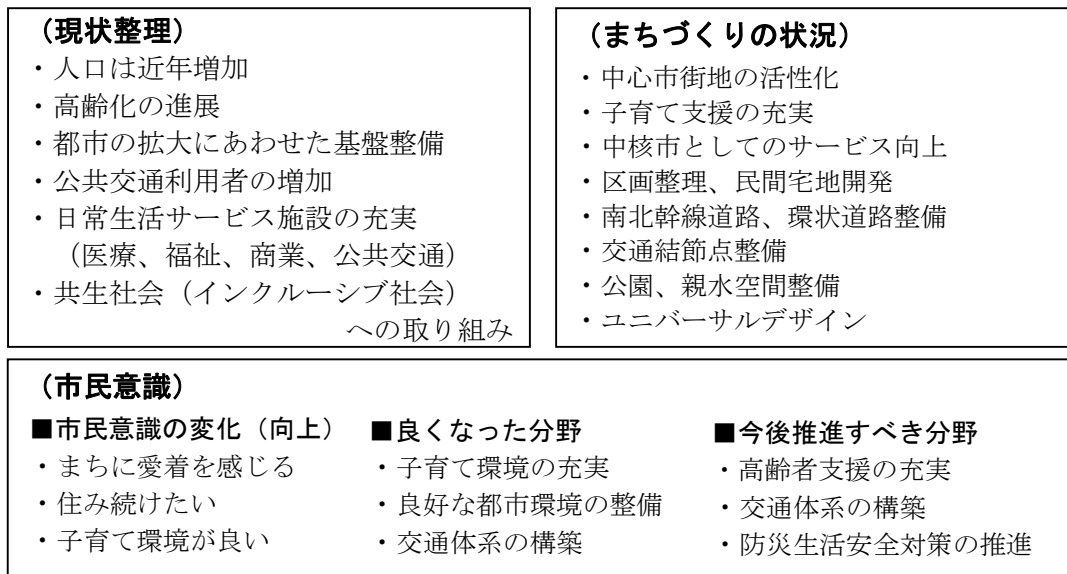 （現状整理）
・人口は近年増加
・高齢化の進展
・都市の拡大にあわせた基盤整備
・公共交通利用者の増加
・日常生活サービス施設の充実
（医療、福祉、商業、公共交通）
・共生社会（インクルーシブ社会）
への取り組み
（まちづくりの状況）
・中心市街地の活性化
・子育て支援の充実
・中核市としてのサービス向上
・区画整理、民間宅地開発
・南北幹線道路、環状道路整備
・交通結節点整備
・公園、親水空間整備
・ユニバーサルデザイン
（市民意識）
■市民意識の変化（向上）
・まちに愛着を感じる
・住み続けたい
・子育て環境が良い
■良くなった分野
・子育て環境の充実
・良好な都市環境の整備
・交通体系の構築
■今後推進すべき分野
・高齢者支援の充実
・交通体系の構築
・防災生活安全対策の推進